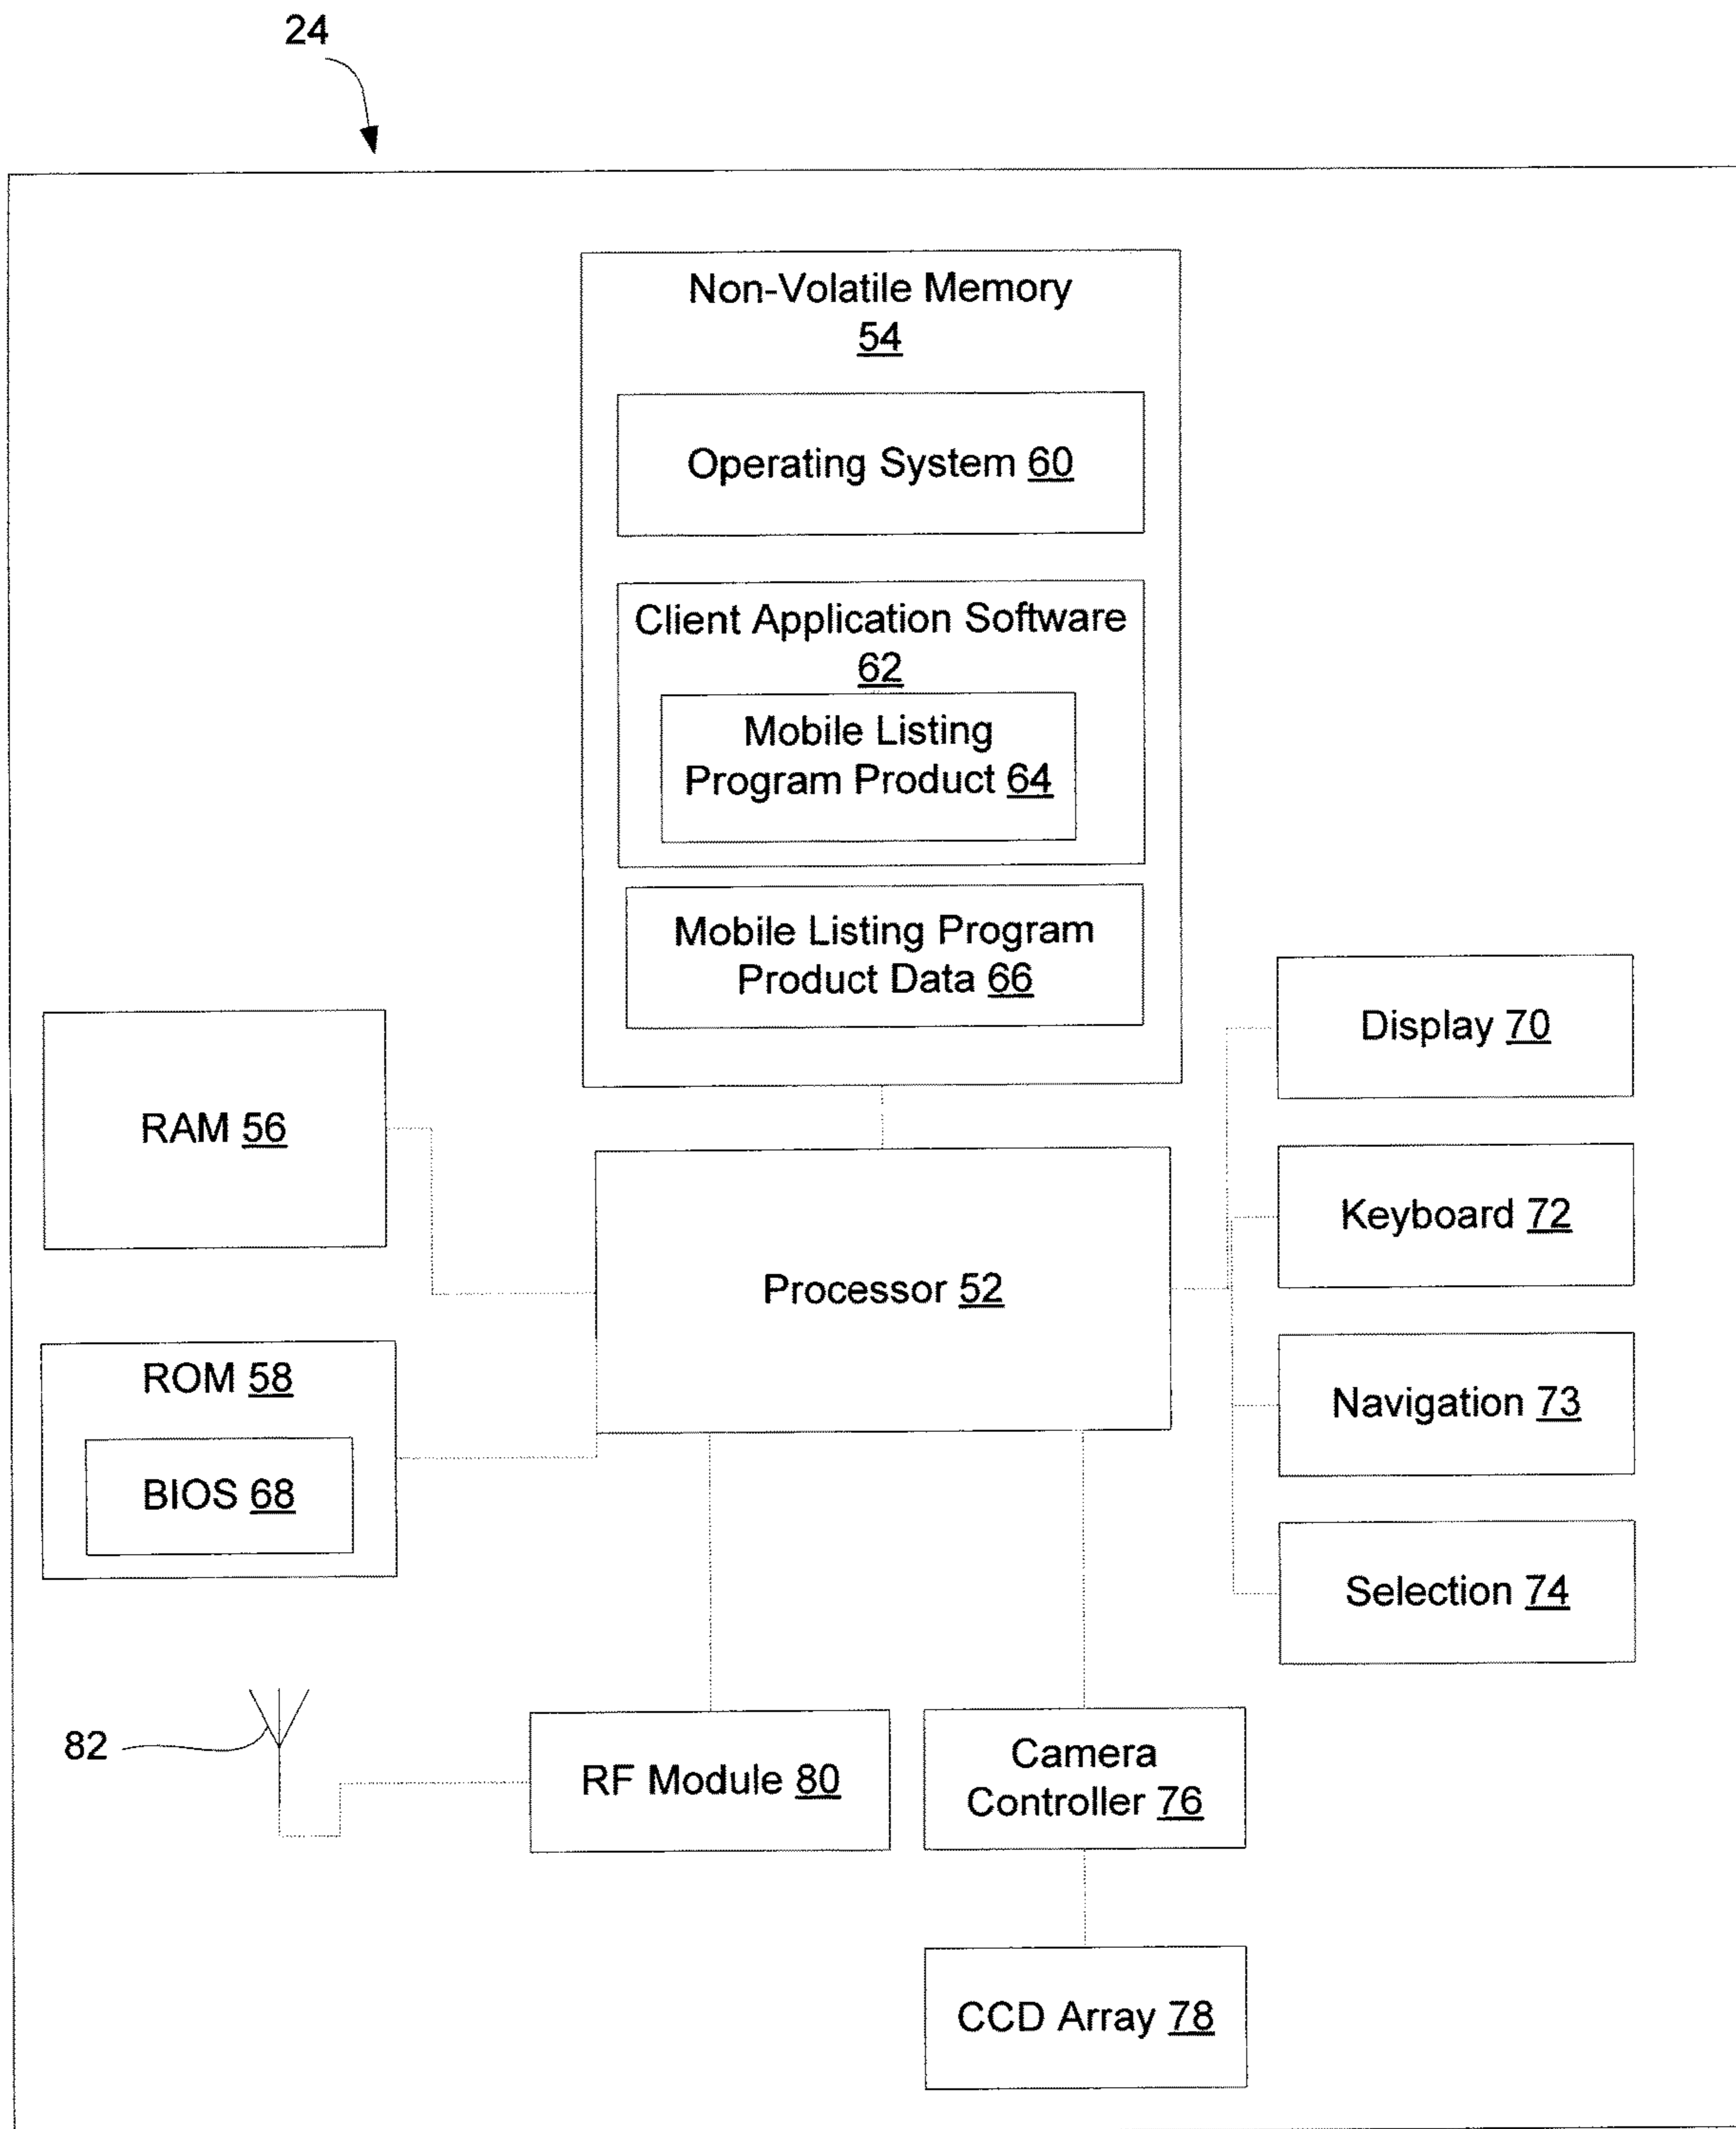 24
Non-Volatile Memory
54
Operating System 60
Client Application Software
62
Mobile Listing
Program Product 64
Mobile Listing Program
Product Data 66
RAM 56
Processor 52
ROM 58
BIOS 68
Display 70
Keyboard 72
Navigation 73
Selection 74
82
RF Module 80
Camera
Controller 76
CCD Array 78